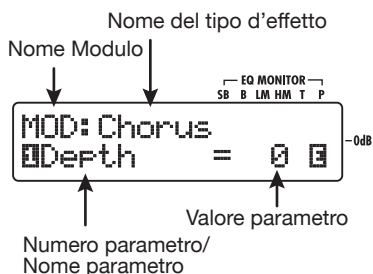 Nome del tipo d'effetto
Nome Modulo
EQ MONITOR
SB B LM HM T P
MOD:Chorus
1Depth = 0 E
-0dB
Valore parametro
Numero parametro/
Nome parametro